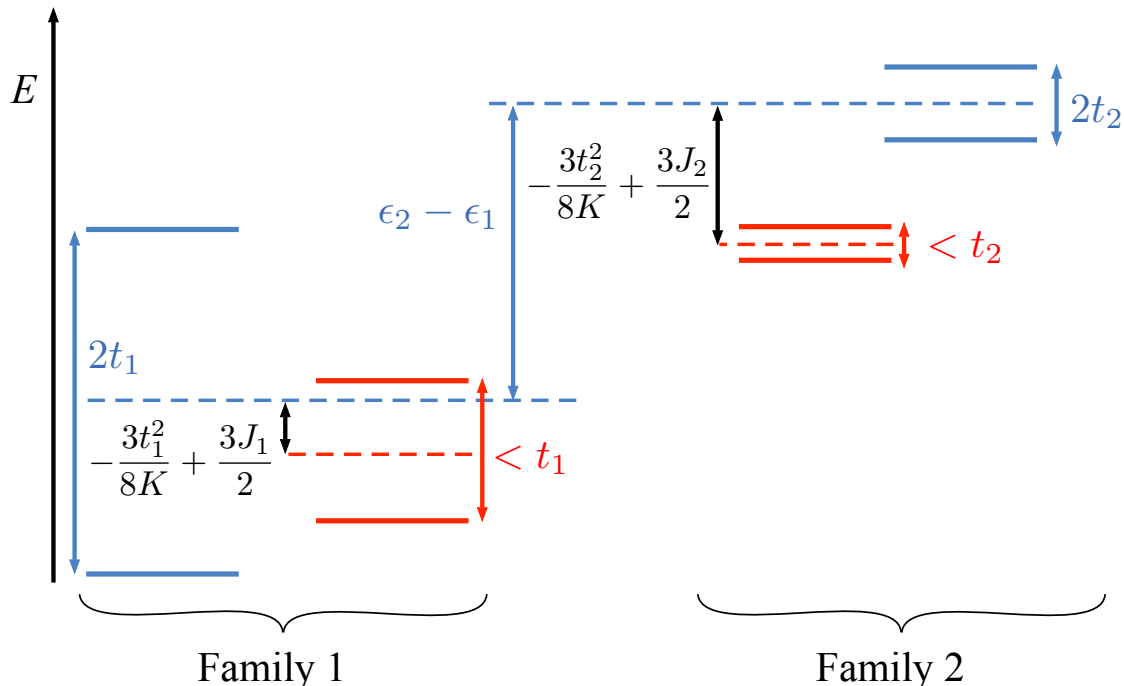 E
2t₂
−3t₂²/8K + 3J₂/2
ϵ₂ − ϵ₁
< t₂
2t₁
−3t₁²/8K + 3J₁/2
< t₁
Family 1
Family 2